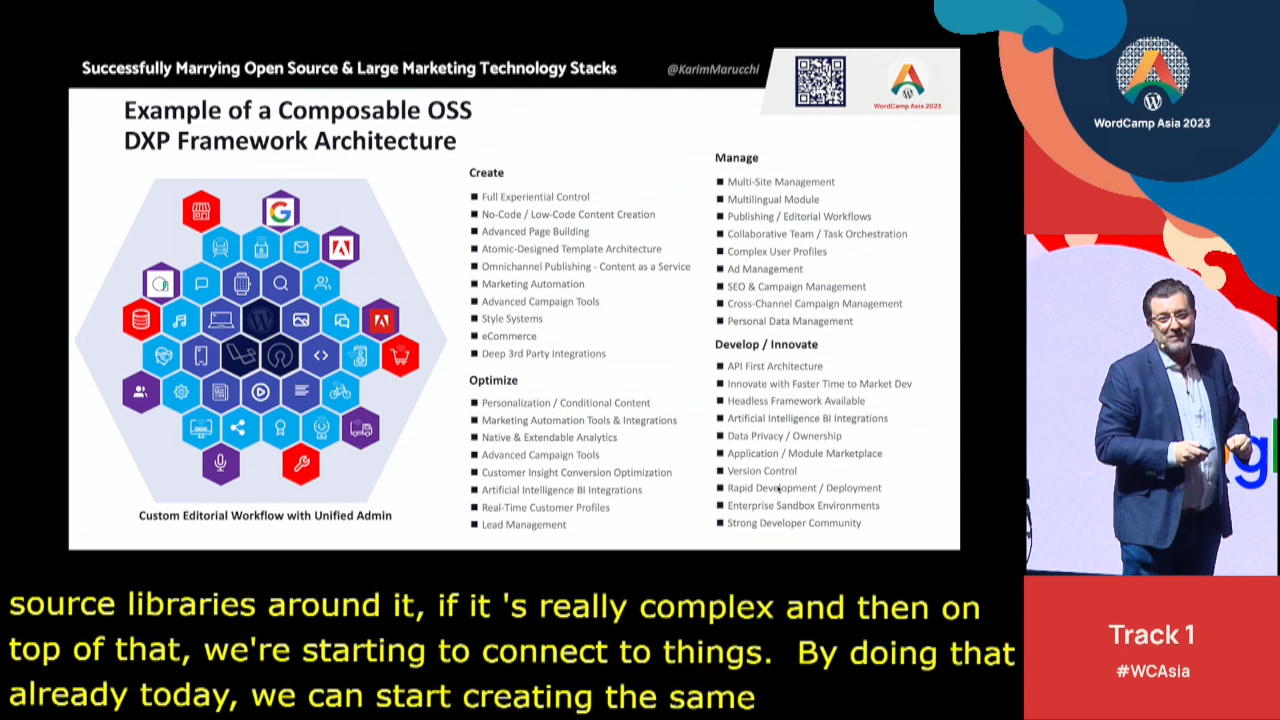 Successfully Marrying Open Source & Large Marketing Technology Stacks
@KarimMarucchi
WordCamp Asia 2023
Example of a Composable OSS
DXP Framework Architecture
Custom Editorial Workflow with Unified Admin
Create
Full Experiential Control
No-Code / Low-Code Content Creation
Advanced Page Building
Atomic-Designed Template Architecture
Omnichannel Publishing - Content as a Service
Marketing Automation
Advanced Campaign Tools
Style Systems
eCommerce
Deep 3rd Party Integrations
Optimize
Personalization / Conditional Content
Marketing Automation Tools & Integrations
Native & Extendable Analytics
Advanced Campaign Tools
Customer Insight Conversion Optimization
Artificial Intelligence BI Integrations
Real-Time Customer Profiles
Lead Management
Manage
Multi-Site Management
Multilingual Module
Publishing / Editorial Workflows
Collaborative Team / Task Orchestration
Complex User Profiles
Ad Management
SEO & Campaign Management
Cross-Channel Campaign Management
Personal Data Management
Develop / Innovate
API First Architecture
Innovate with Faster Time to Market Dev
Headless Framework Available
Artificial Intelligence BI Integrations
Data Privacy / Ownership
Application / Module Marketplace
Version Control
Rapid Development / Deployment
Enterprise Sandbox Environments
Strong Developer Community
WordCamp Asia 2023
g
Track 1
#WCAsia
source libraries around it, if it 's really complex and then on
top of that, we're starting to connect to things. By doing that
already today, we can start creating the same